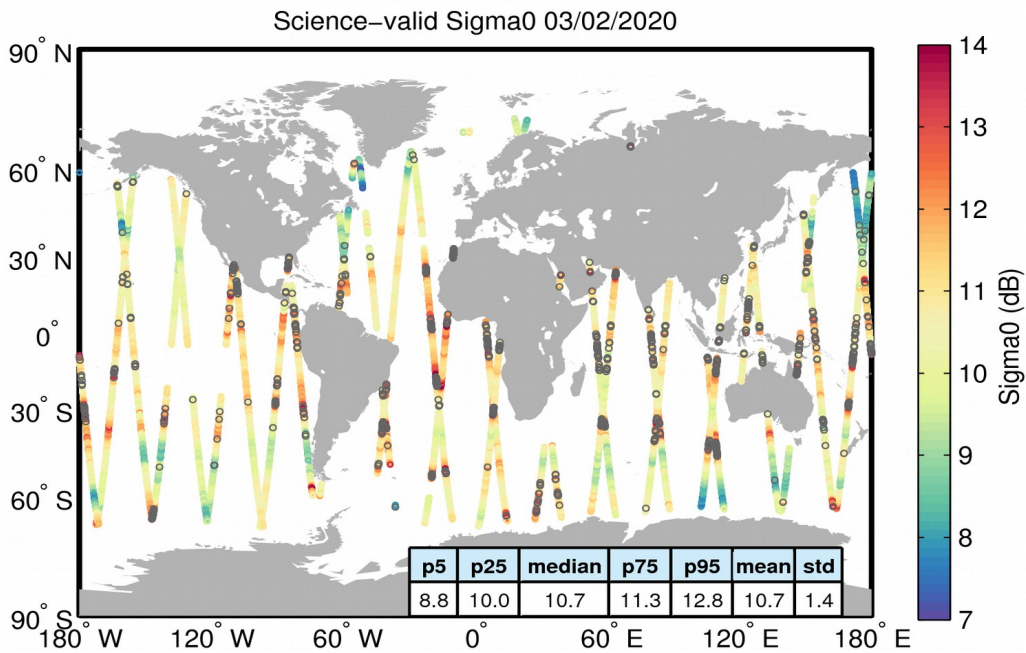 Science−valid Sigma0 03/02/2020
90° N
60° N
30° N
0°
30° S
60° S
90° S
180° W
120° W
60° W
0°
60° E
120° E
180° E
p5 p25 median p75 p95 mean std
8.8 10.0 10.7 11.3 12.8 10.7 1.4
14
13
12
11
10
9
8
7
Sigma0 (dB)